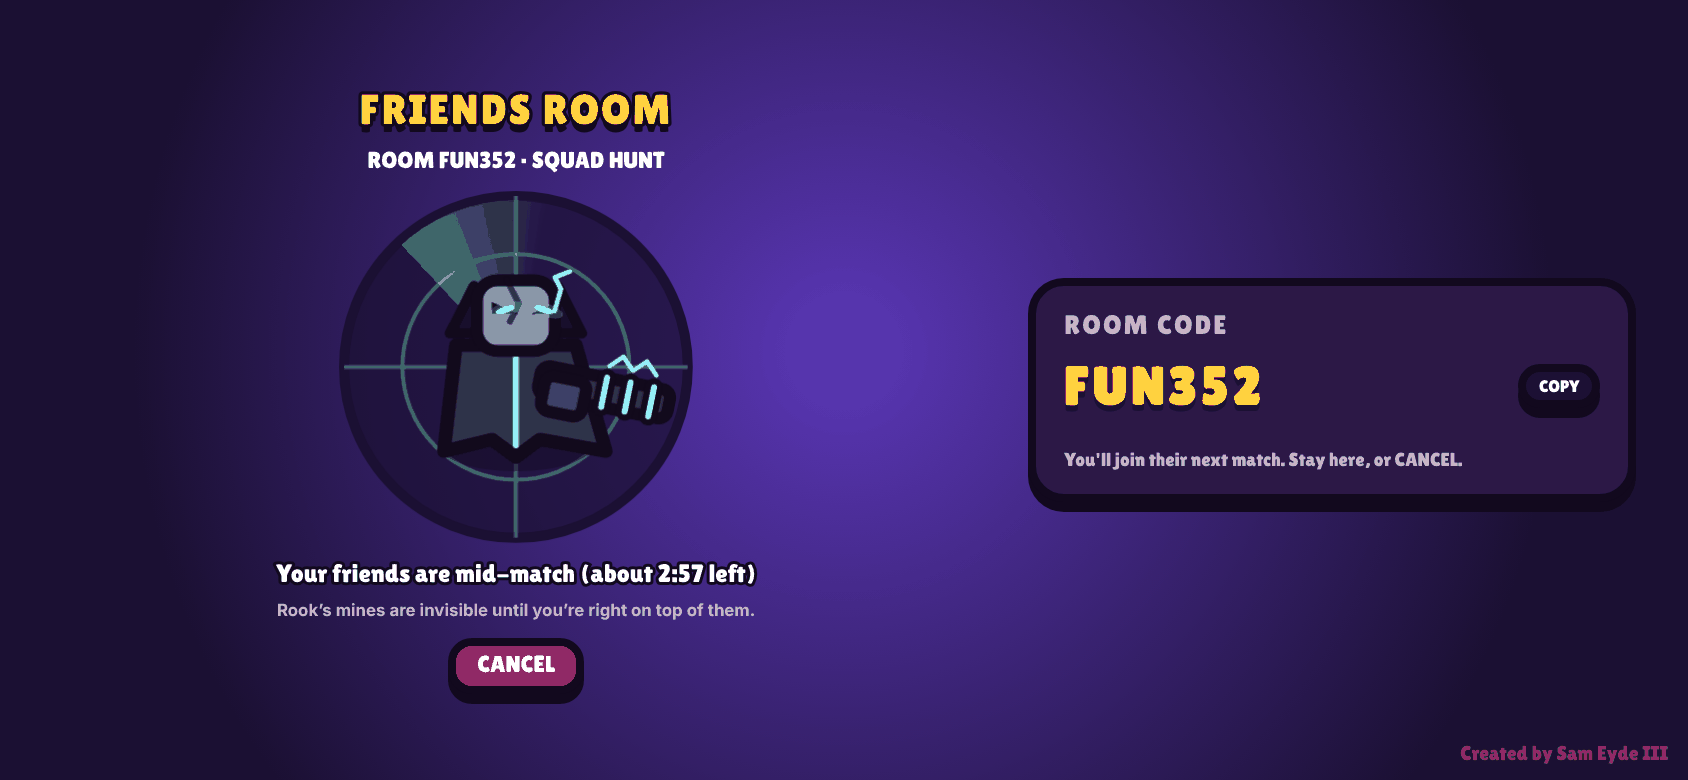 FRIENDS ROOM
ROOM FUN352 · SQUAD HUNT
Your friends are mid-match (about 2:57 left)
Rook’s mines are invisible until you’re right on top of them.
CANCEL
ROOM CODE
FUN352
COPY
You'll join their next match. Stay here, or CANCEL.
Created by Sam Eyde III